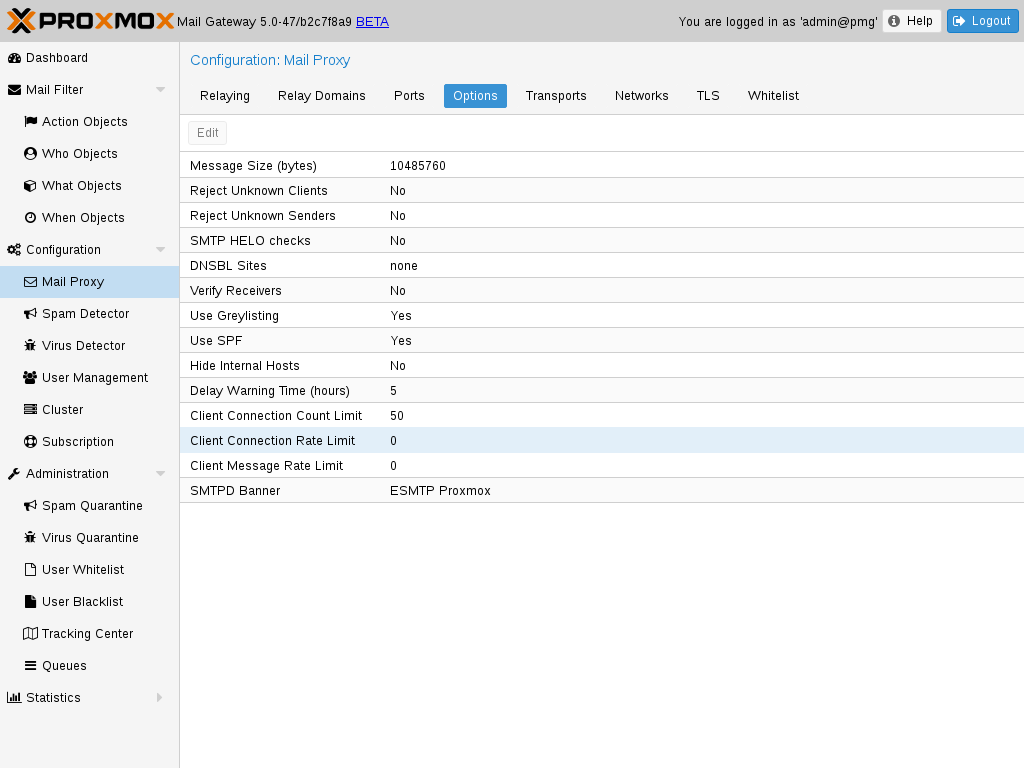 PROXMOX Mail Gateway 5.0-47/b2c7f8a9 BETA You are logged in as 'admin@pmg' Help Logout
Dashboard
Mail Filter
Action Objects
Who Objects
What Objects
When Objects
Configuration
Mail Proxy
Spam Detector
Virus Detector
User Management
Cluster
Subscription
Administration
Spam Quarantine
Virus Quarantine
User Whitelist
User Blacklist
Tracking Center
Queues
Statistics
Configuration: Mail Proxy
Relaying Relay Domains Ports Options Transports Networks TLS Whitelist
Edit
Message Size (bytes) 10485760
Reject Unknown Clients No
Reject Unknown Senders No
SMTP HELO checks No
DNSBL Sites none
Verify Receivers No
Use Greylisting Yes
Use SPF Yes
Hide Internal Hosts No
Delay Warning Time (hours) 5
Client Connection Count Limit 50
Client Connection Rate Limit 0
Client Message Rate Limit 0
SMTPD Banner ESMTP Proxmox